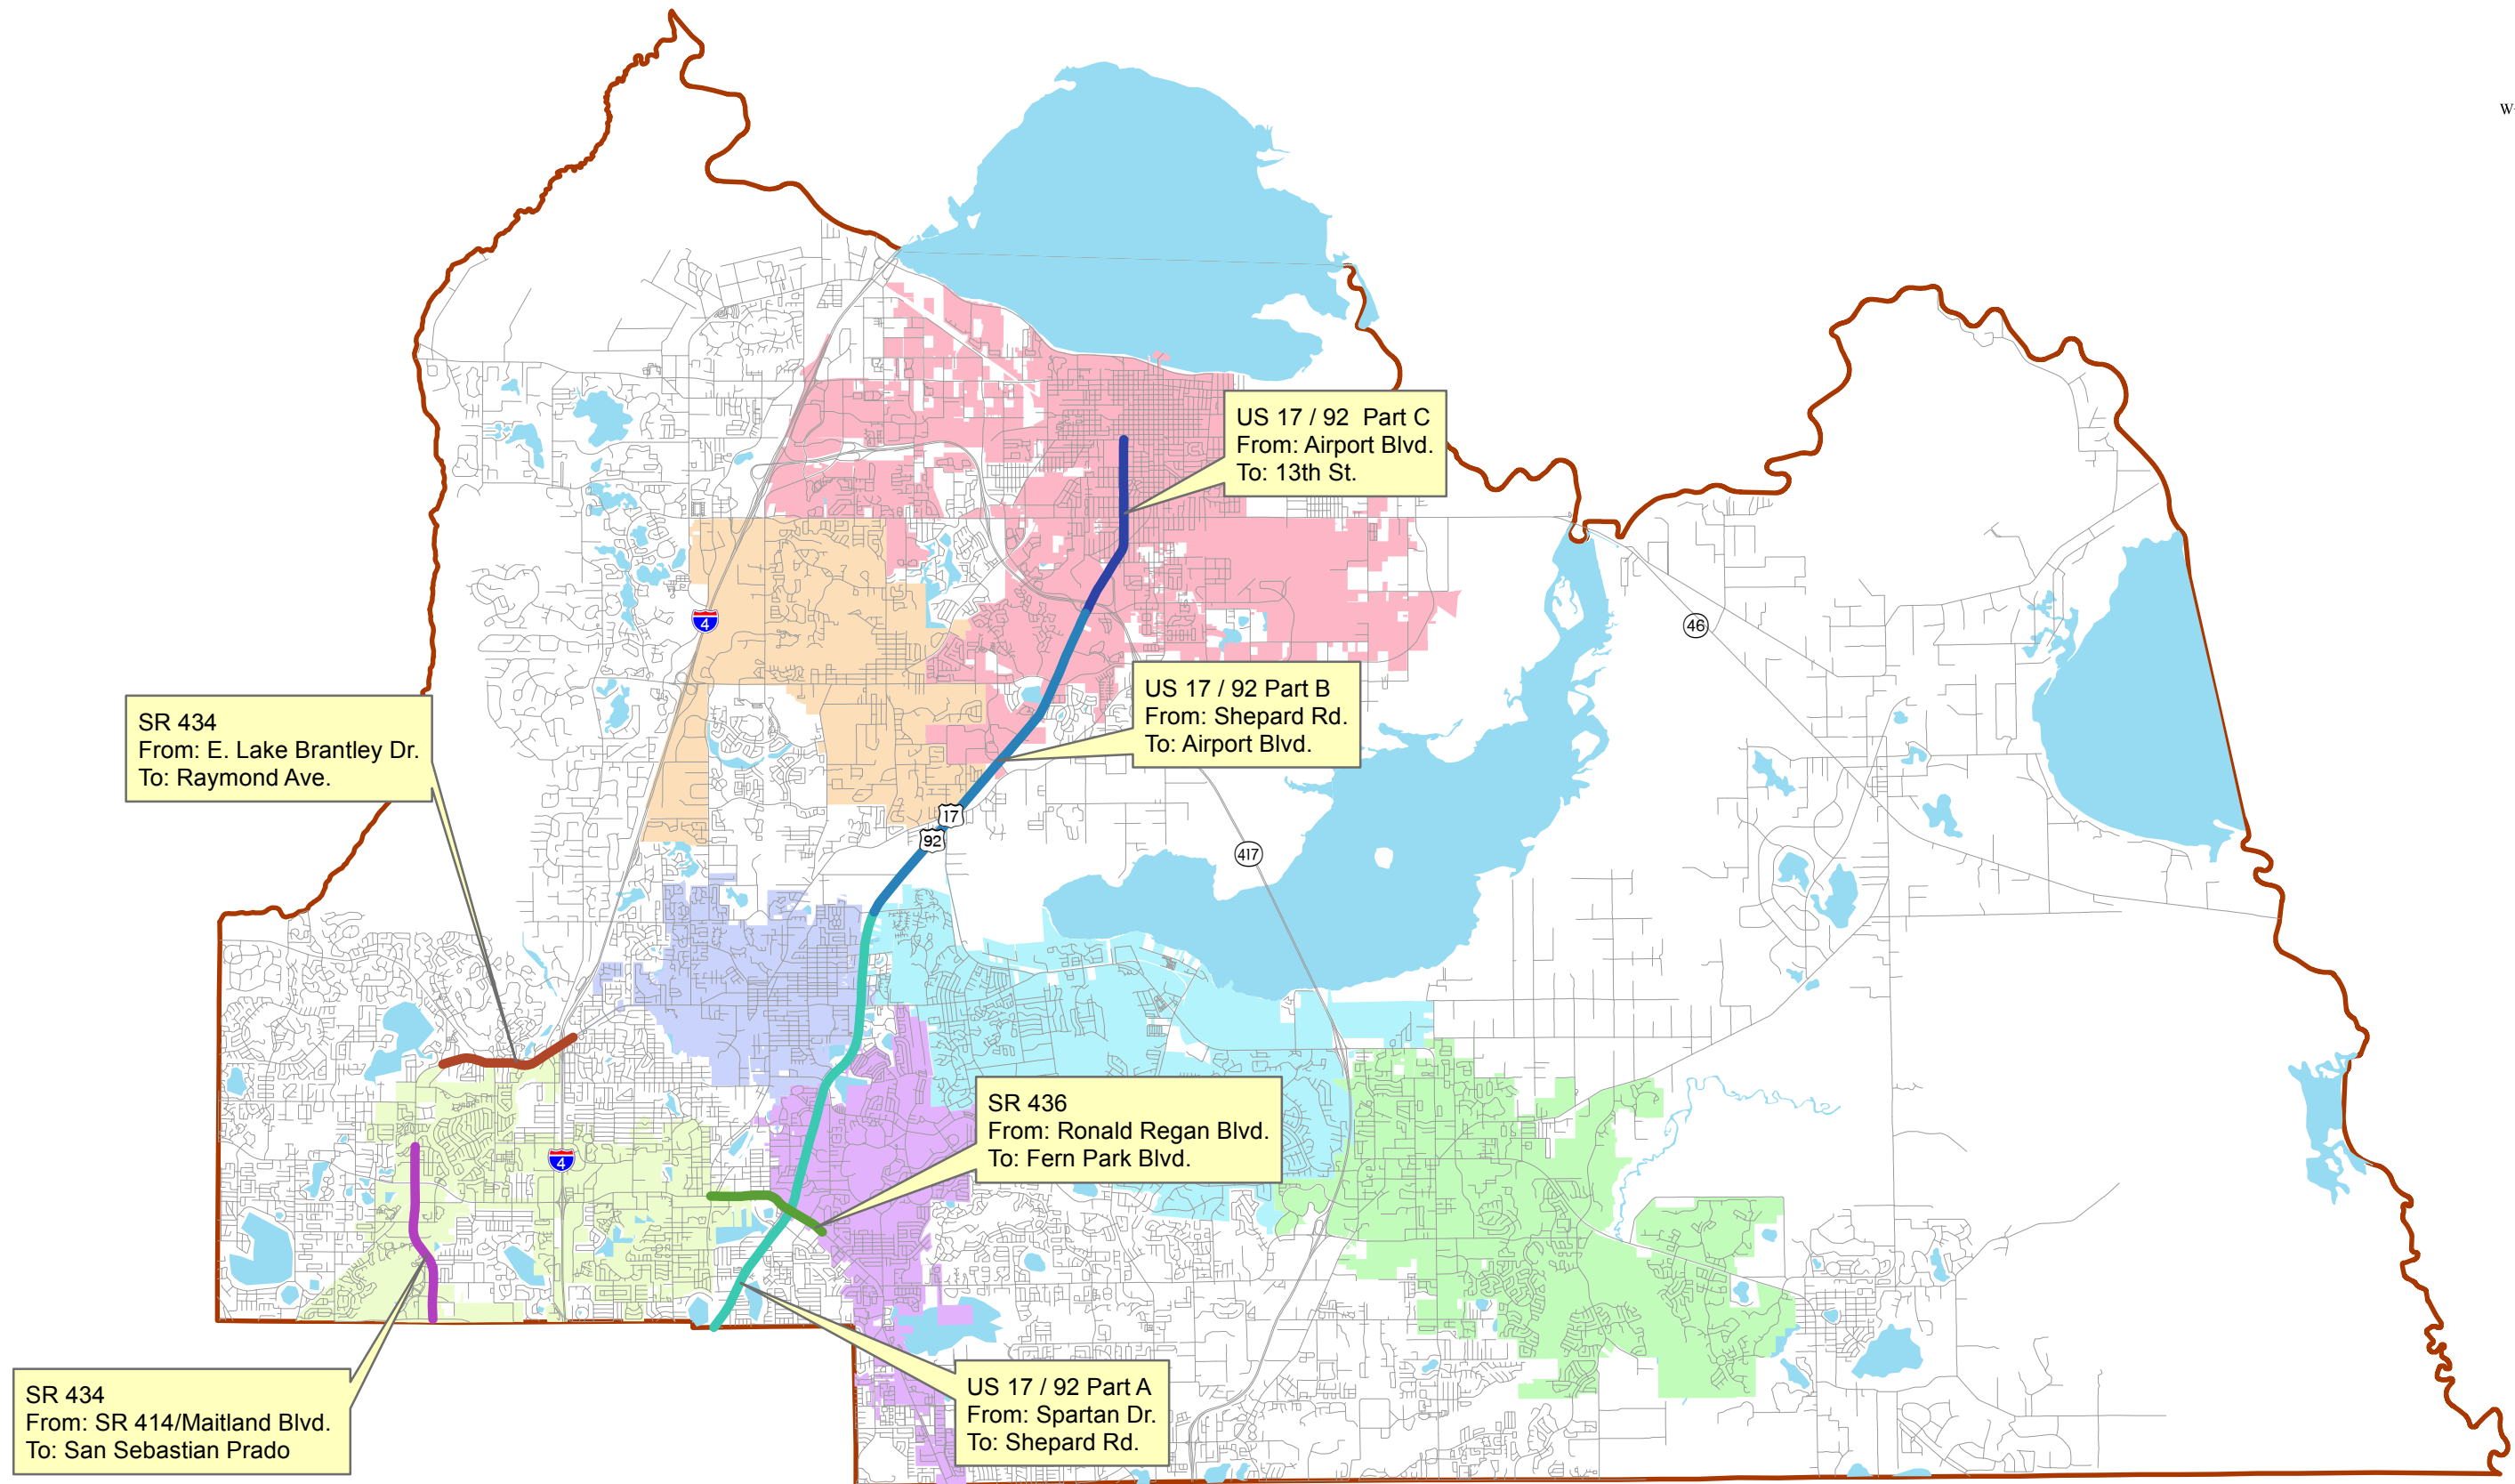 W
US 17 / 92  Part C
From: Airport Blvd.
To: 13th St.
4
46
US 17 / 92 Part B
From: Shepard Rd.
To: Airport Blvd.
SR 434
From: E. Lake Brantley Dr.
To: Raymond Ave.
17
92
417
SR 436
From: Ronald Regan Blvd.
To: Fern Park Blvd.
4
US 17 / 92 Part A
From: Spartan Dr.
To: Shepard Rd.
SR 434
From: SR 414/Maitland Blvd.
To: San Sebastian Prado